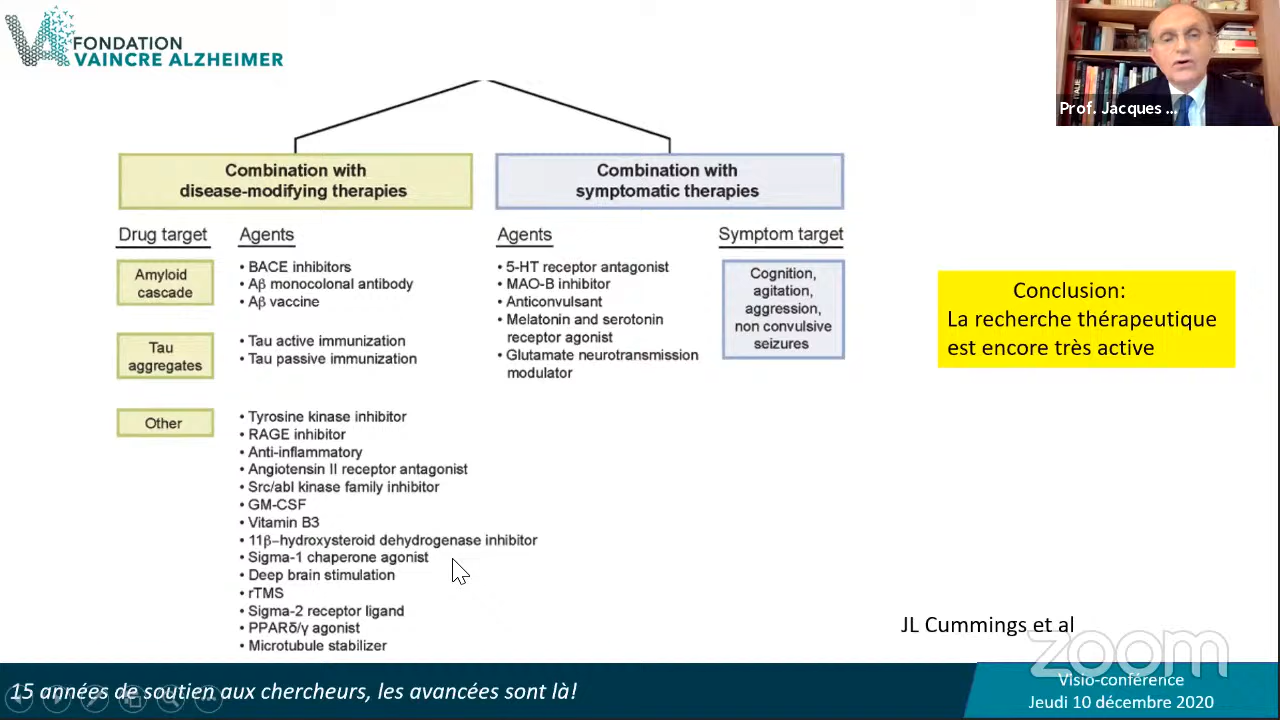 FONDATION
VAINCRE ALZHEIMER
Prof. Jacques ...
Combination with
disease-modifying therapies
Combination with
symptomatic therapies
Drug target
Agents
Amyloid
cascade
• BACE inhibitors
• Aβ monocolonal antibody
• Aβ vaccine
Tau
aggregates
• Tau active immunization
• Tau passive immunization
Other
• Tyrosine kinase inhibitor
• RAGE inhibitor
• Anti-inflammatory
• Angiotensin II receptor antagonist
• Src/abl kinase family inhibitor
• GM-CSF
• Vitamin B3
• 11β–hydroxysteroid dehydrogenase inhibitor
• Sigma-1 chaperone agonist
• Deep brain stimulation
• rTMS
• Sigma-2 receptor ligand
• PPARδ/γ agonist
• Microtubule stabilizer
Agents
• 5-HT receptor antagonist
• MAO-B inhibitor
• Anticonvulsant
• Melatonin and serotonin
receptor agonist
• Glutamate neurotransmission
modulator
Symptom target
Cognition,
agitation,
aggression,
non convulsive
seizures
Conclusion:
La recherche thérapeutique
est encore très active
JL Cummings et al
zoom
15 années de soutien aux chercheurs, les avancées sont là!
Visio-conférence
Jeudi 10 décembre 2020